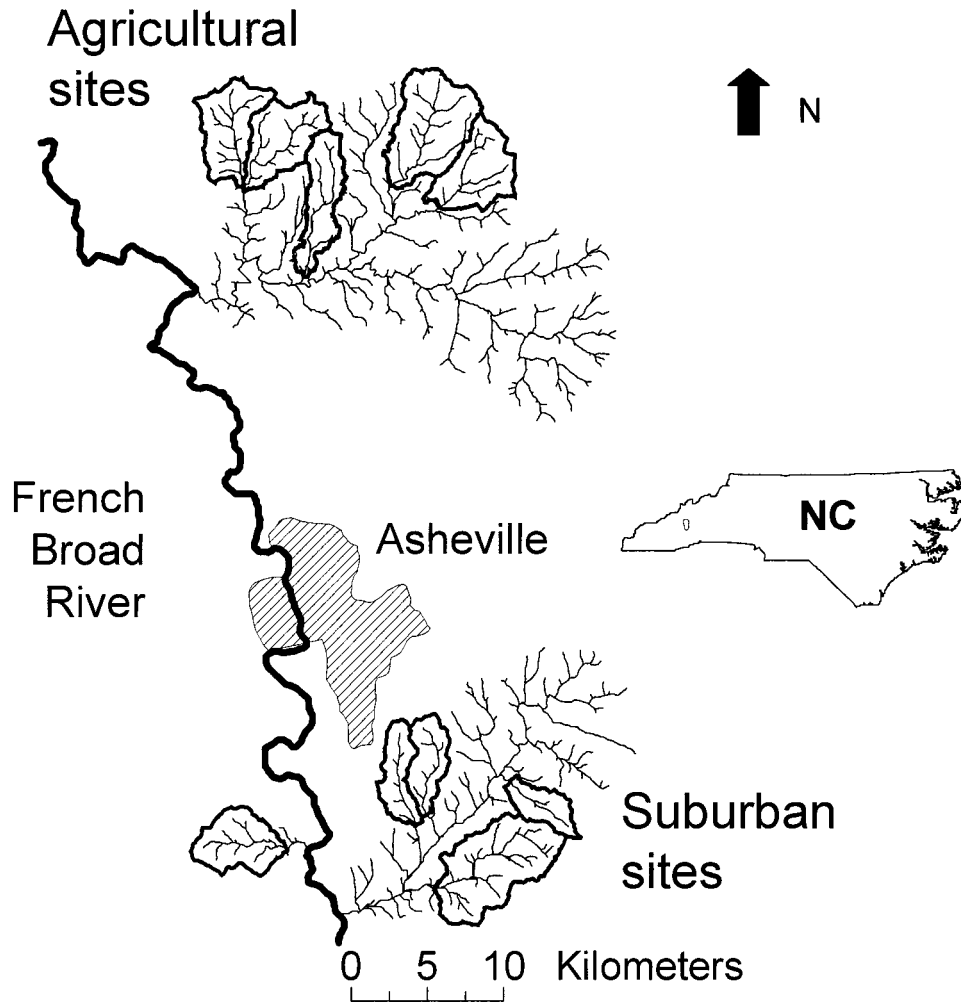 Agricultural
sites
N
French
Broad
River
Asheville
NC
Suburban
sites
0 5 10 Kilometers